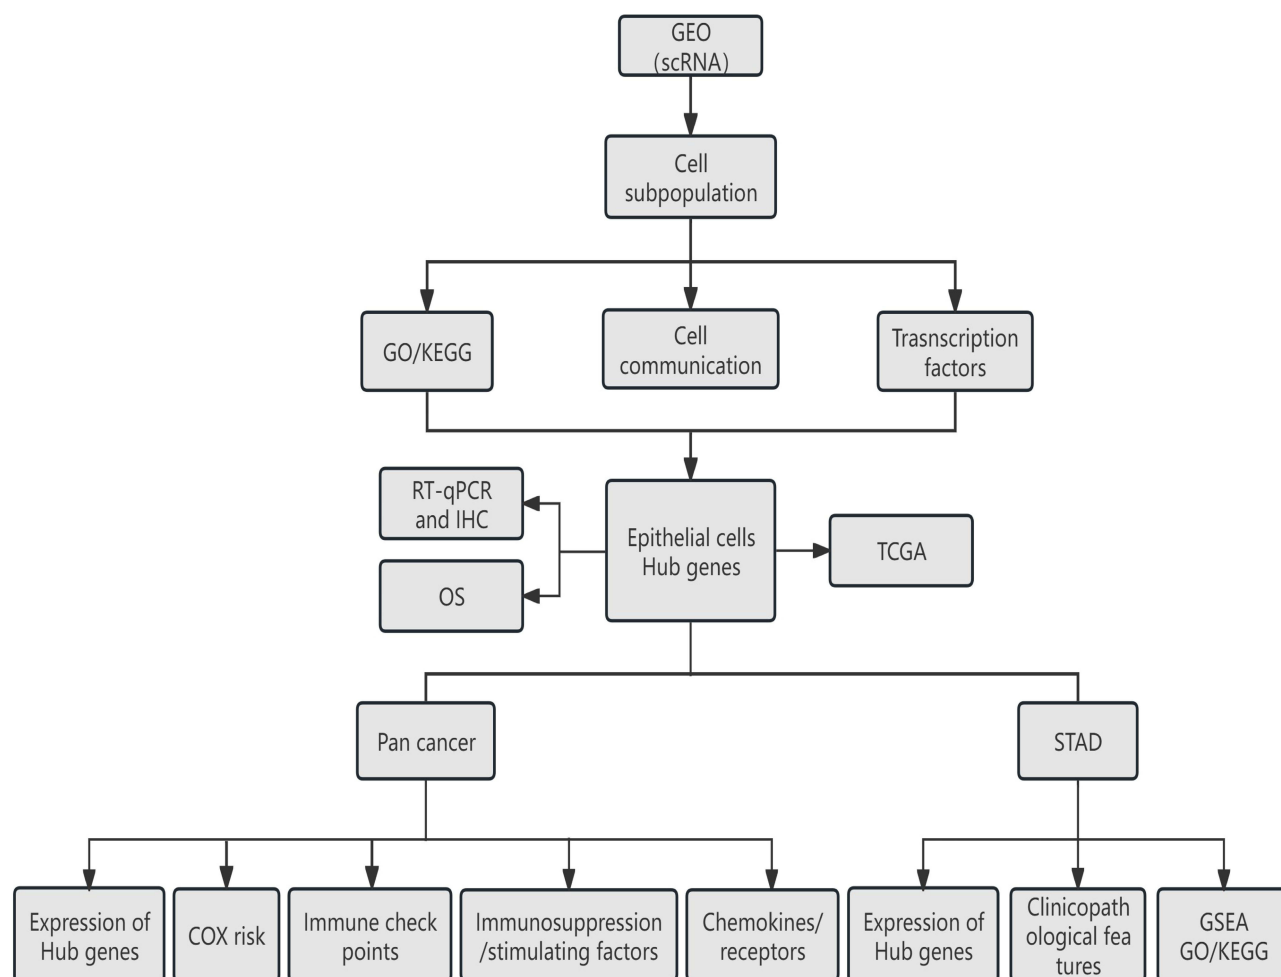 GEO
(scRNA)
Cell
subpopulation
GO/KEGG
Cell
communication
Trasnscription
factors
RT-qPCR
and IHC
OS
Epithelial cells
Hub genes
TCGA
Pan cancer
STAD
Expression of
Hub genes
COX risk
Immune check
points
Immunosuppression
/stimulating factors
Chemokines/
receptors
Expression of
Hub genes
Clinicopath
ological fea
tures
GSEA
GO/KEGG